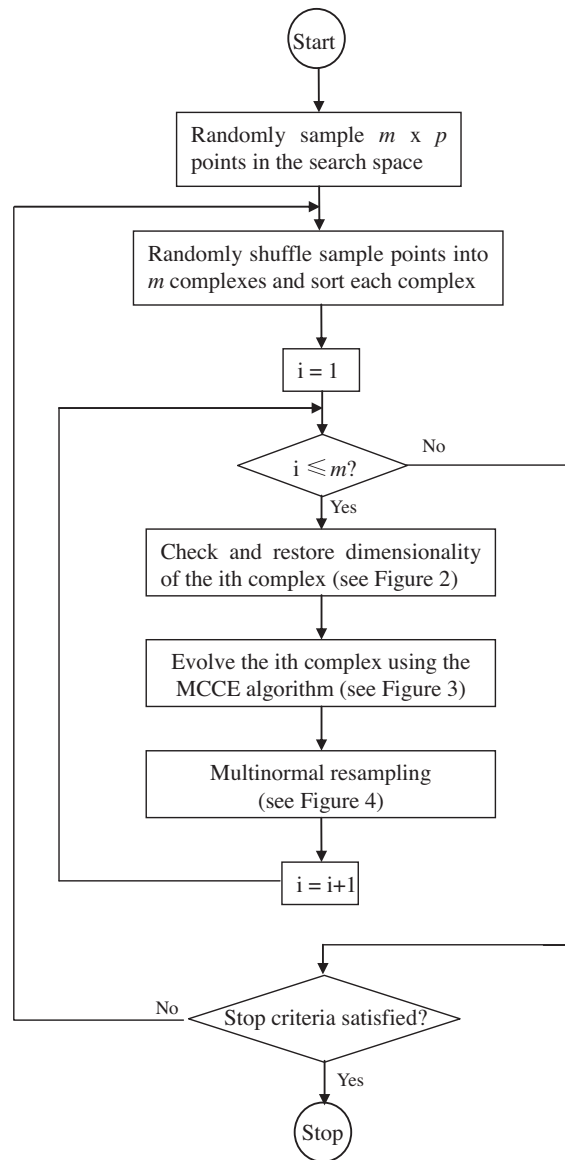 Start
Randomly sample m x p
points in the search space
Randomly shuffle sample points into
m complexes and sort each complex
i = 1
i ≤ m?
No
Yes
Check and restore dimensionality
of the ith complex (see Figure 2)
Evolve the ith complex using the
MCCE algorithm (see Figure 3)
Multinormal resampling
(see Figure 4)
i = i+1
No
Stop criteria satisfied?
Yes
Stop